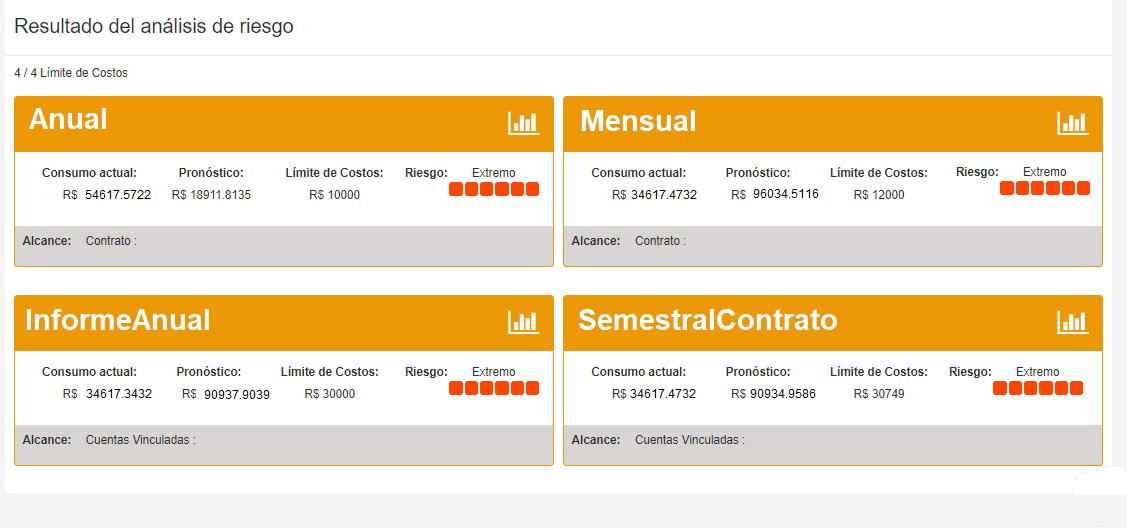 Resultado del análisis de riesgo
4 / 4 Límite de Costos
Anual
Consumo actual: Pronóstico: Límite de Costos: Riesgo: Extremo
R$ 54617.5722 R$ 18911.8135 R$ 10000
Alcance: Contrato :
Mensual
Consumo actual: Pronóstico: Límite de Costos: Riesgo: Extremo
R$ 34617.4732 R$ 96034.5116 R$ 12000
Alcance: Contrato :
InformeAnual
Consumo actual: Pronóstico: Límite de Costos: Riesgo: Extremo
R$ 34617.3432 R$ 90937.9039 R$ 30000
Alcance: Cuentas Vinculadas :
SemestralContrato
Consumo actual: Pronóstico: Límite de Costos: Riesgo: Extremo
R$ 34617.4732 R$ 90934.9586 R$ 30749
Alcance: Cuentas Vinculadas :